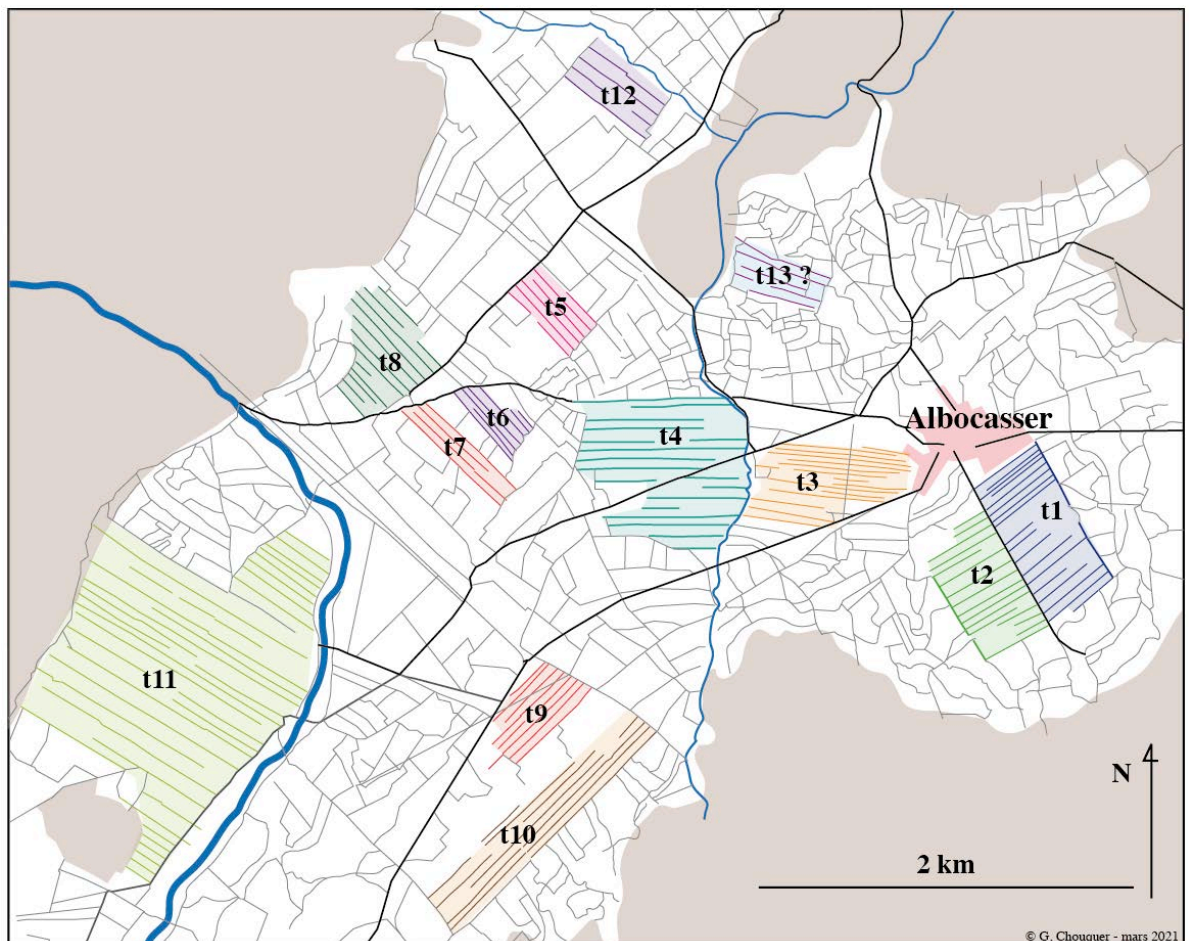 t12
t13 ?
t5
t8
t6
t7
t4
Albocasser
t3
t1
t2
t11
t9
t10
N
2 km
© G. Chouquer - mars 2021